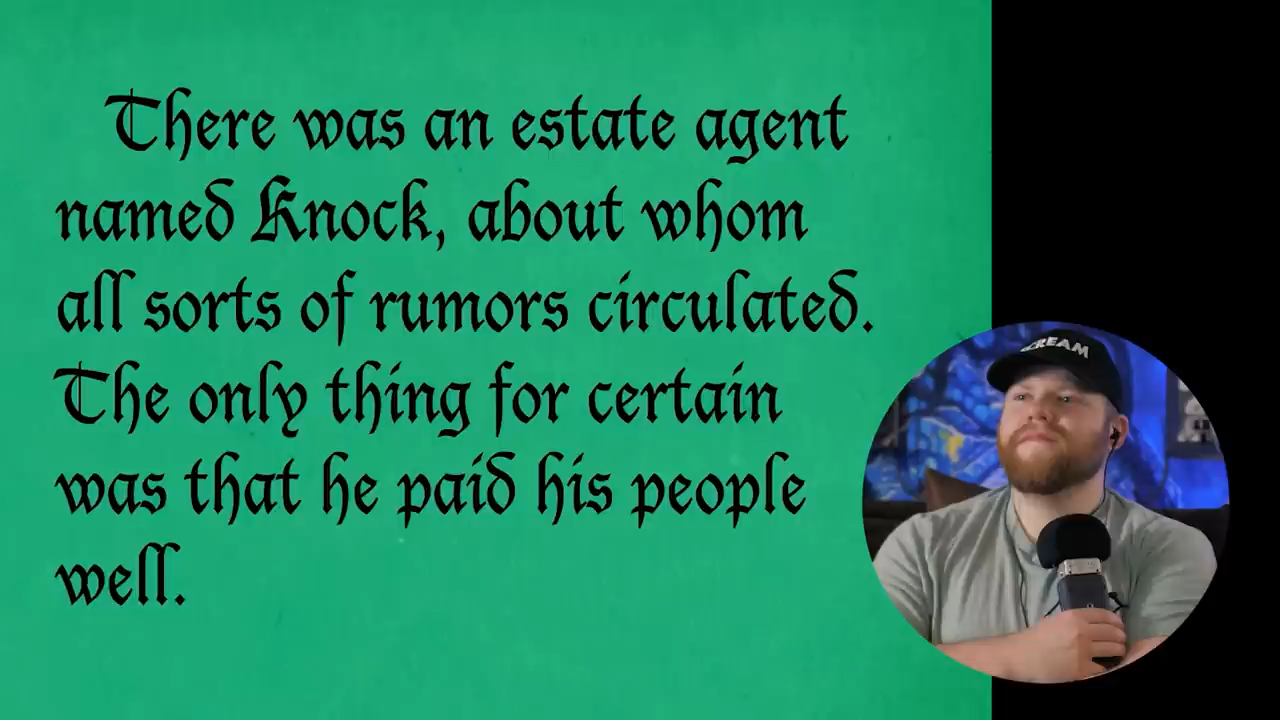 There was an estate agent
named Knock, about whom
all sorts of rumors circulated.
The only thing for certain
was that he paid his people
well.
SCREAM